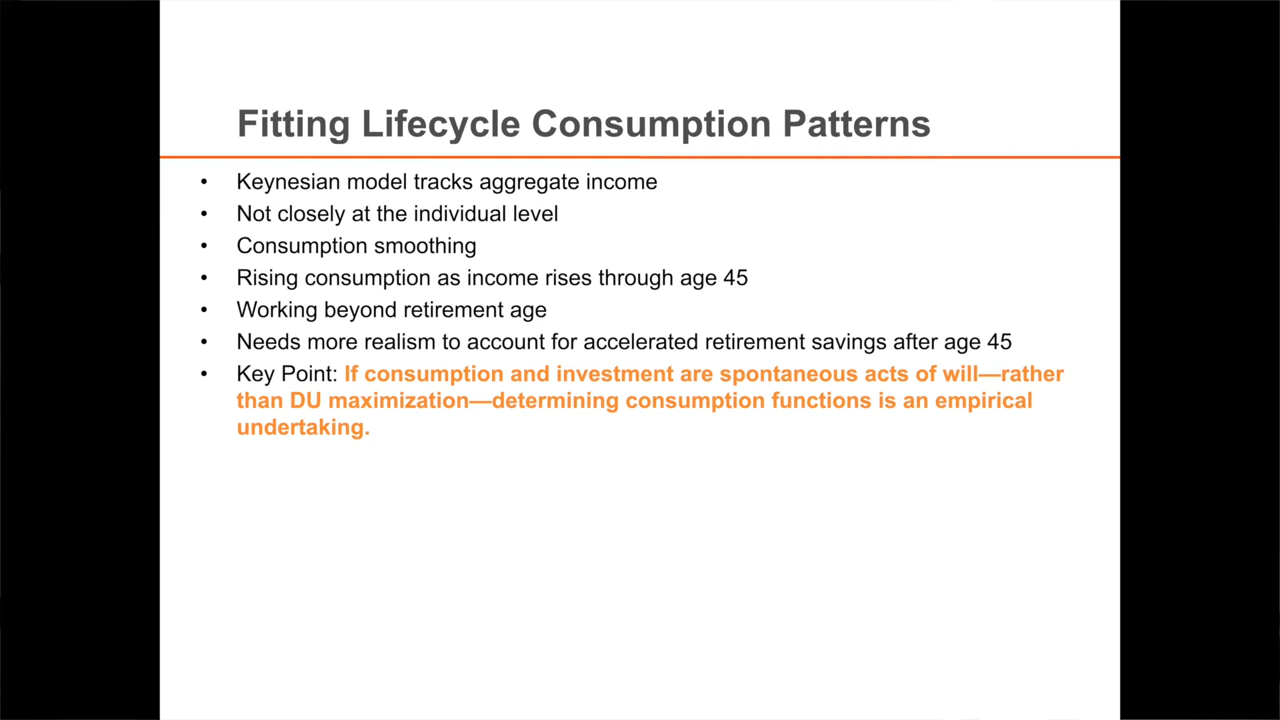 Fitting Lifecycle Consumption Patterns
• Keynesian model tracks aggregate income
• Not closely at the individual level
• Consumption smoothing
• Rising consumption as income rises through age 45
• Working beyond retirement age
• Needs more realism to account for accelerated retirement savings after age 45
• Key Point: If consumption and investment are spontaneous acts of will—rather
than DU maximization—determining consumption functions is an empirical
undertaking.